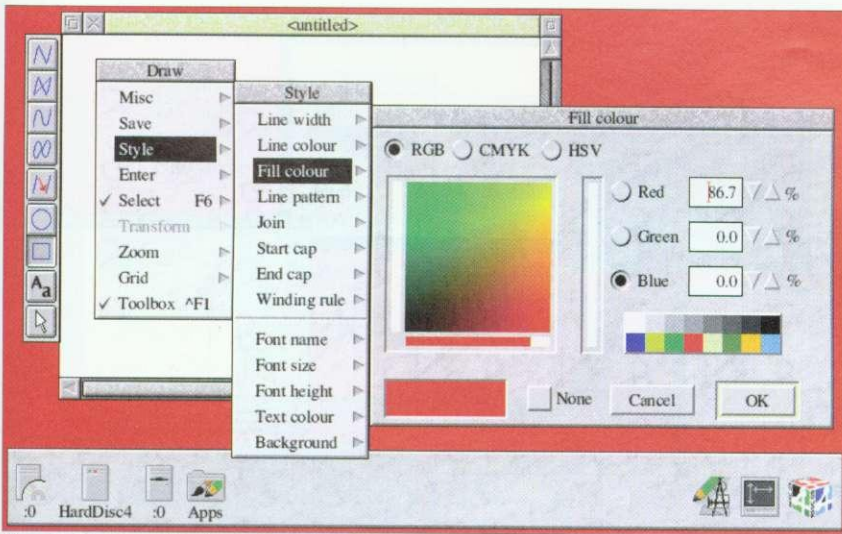 <untitled>
Draw
Misc
Save
Style
Enter
✓ Select F6
Transform
Zoom
Grid
✓ Toolbox ^F1
Aa
Style
Line width
Line colour
Fill colour
Line pattern
Join
Start cap
End cap
Winding rule
Font name
Font size
Font height
Text colour
Background
Fill colour
RGB CMYK HSV
Red 86.7 %
Green 0.0 %
Blue 0.0 %
None Cancel OK
:0 HardDisc4 :0 Apps